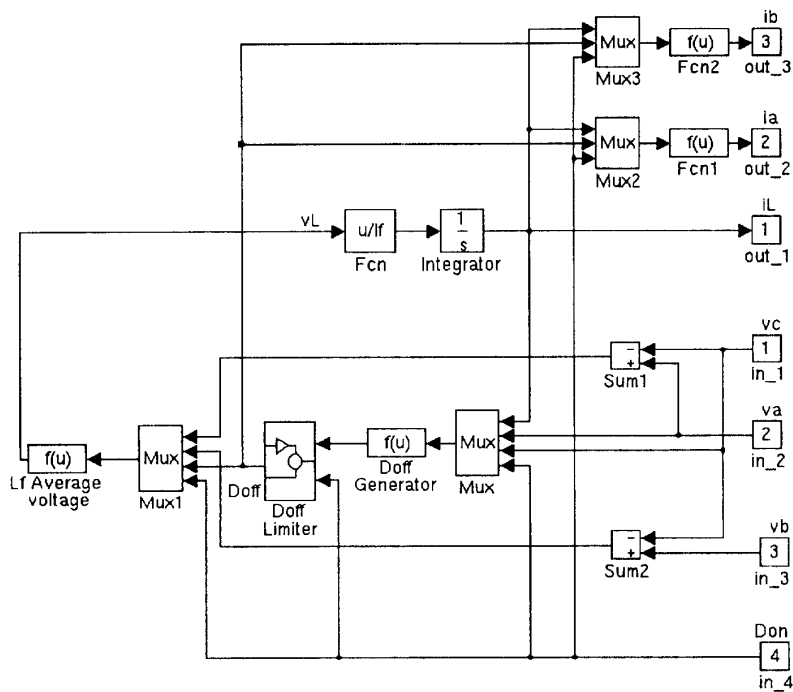 ib
Mux
f(u)
3
Mux3
Fcn2
out_3
ia
Mux
f(u)
2
Mux2
Fcn1
out_2
vL
iL
u/lf
1
s
1
Fcn
Integrator
out_1
vc
-
+
1
Sum1
in_1
va
Mux
f(u)
Mux
f(u)
2
Lf Average
voltage
Mux1
Doff
Doff
Limiter
Doff
Generator
Mux
in_2
vb
-
+
3
Sum2
in_3
Don
4
in_4